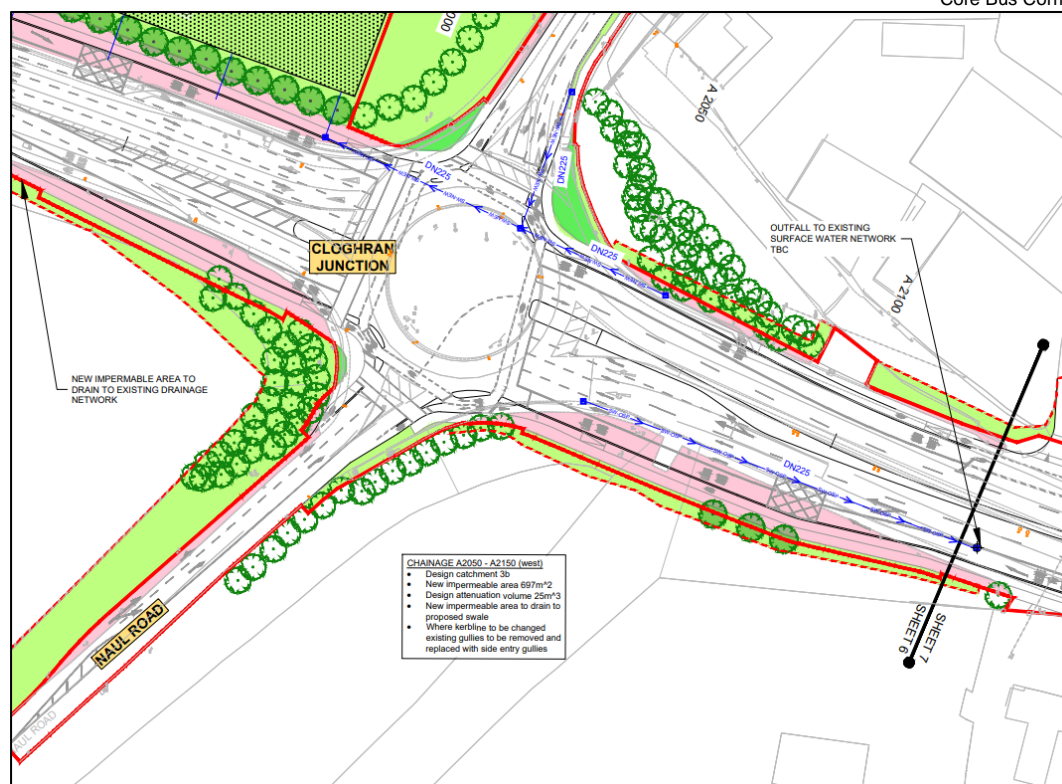 Core Bus Corri
000
A 2050
DN225
DN225
OUTFALL TO EXISTING
SURFACE WATER NETWORK
TBC
CLOGHRAN
JUNCTION
DN225
A 2100
NEW IMPERMABLE AREA TO
DRAIN TO EXISTING DRAINAGE
NETWORK
DN225
CHAINAGE A2050 - A2150 (west)
• Design catchment 3b
• New impermeable area 697m^2
• Design attenuation volume 25m^3
• New impermeable area to drain to
proposed swale
• Where kerbline to be changed
existing gullies to be removed and
replaced with side entry gullies
NAUL ROAD
SHEET 6
SHEET 7
AUL ROAD